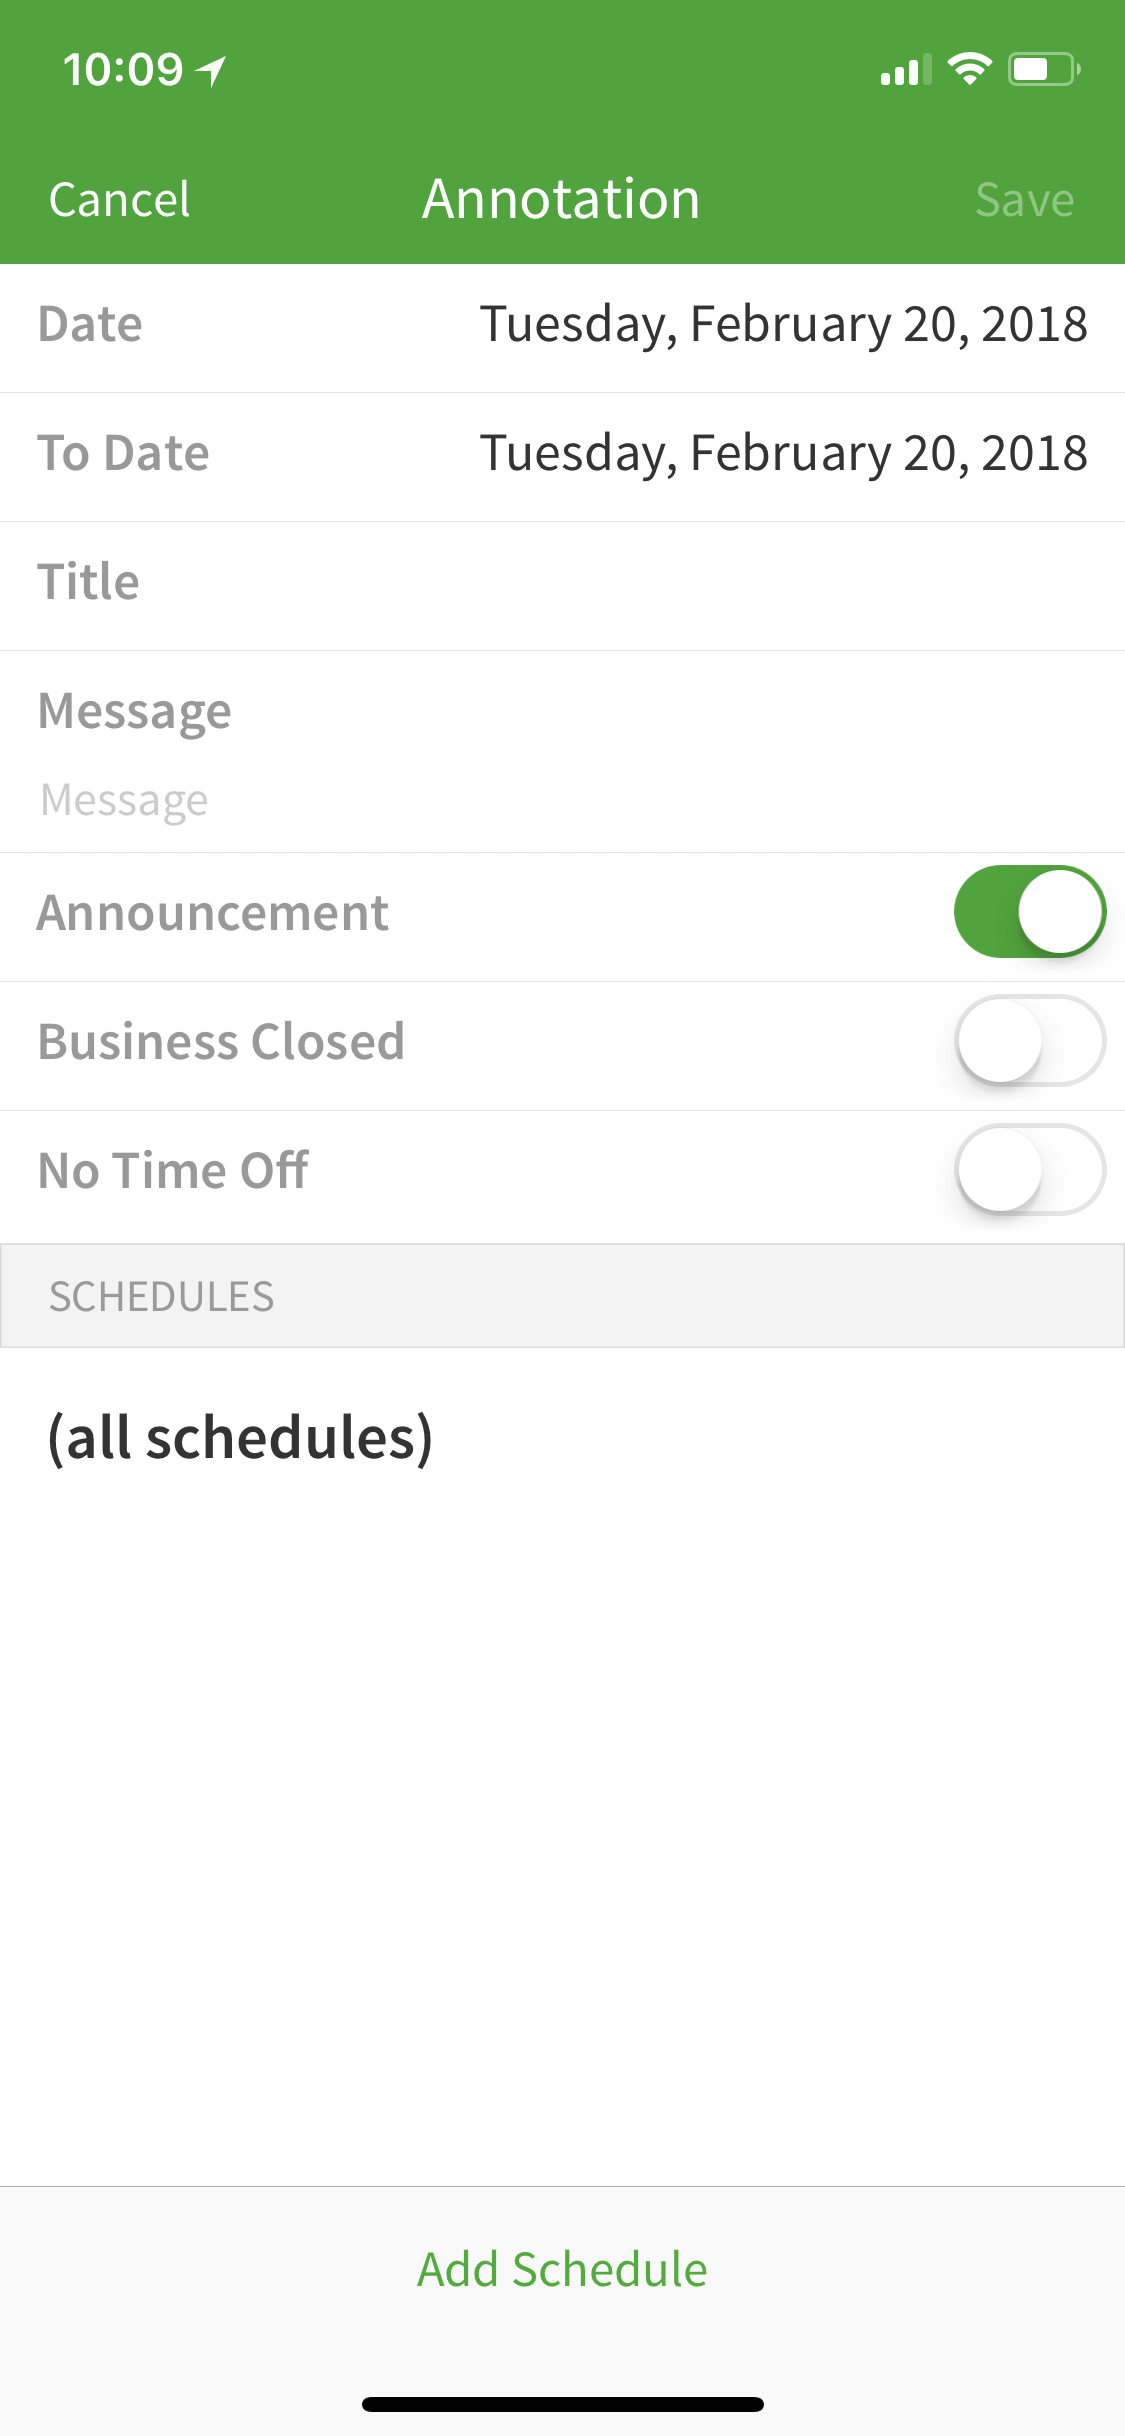 10:09
Cancel Annotation Save
Date Tuesday, February 20, 2018
To Date Tuesday, February 20, 2018
Title
Message
Message
Announcement
Business Closed
No Time Off
SCHEDULES
(all schedules)
Add Schedule